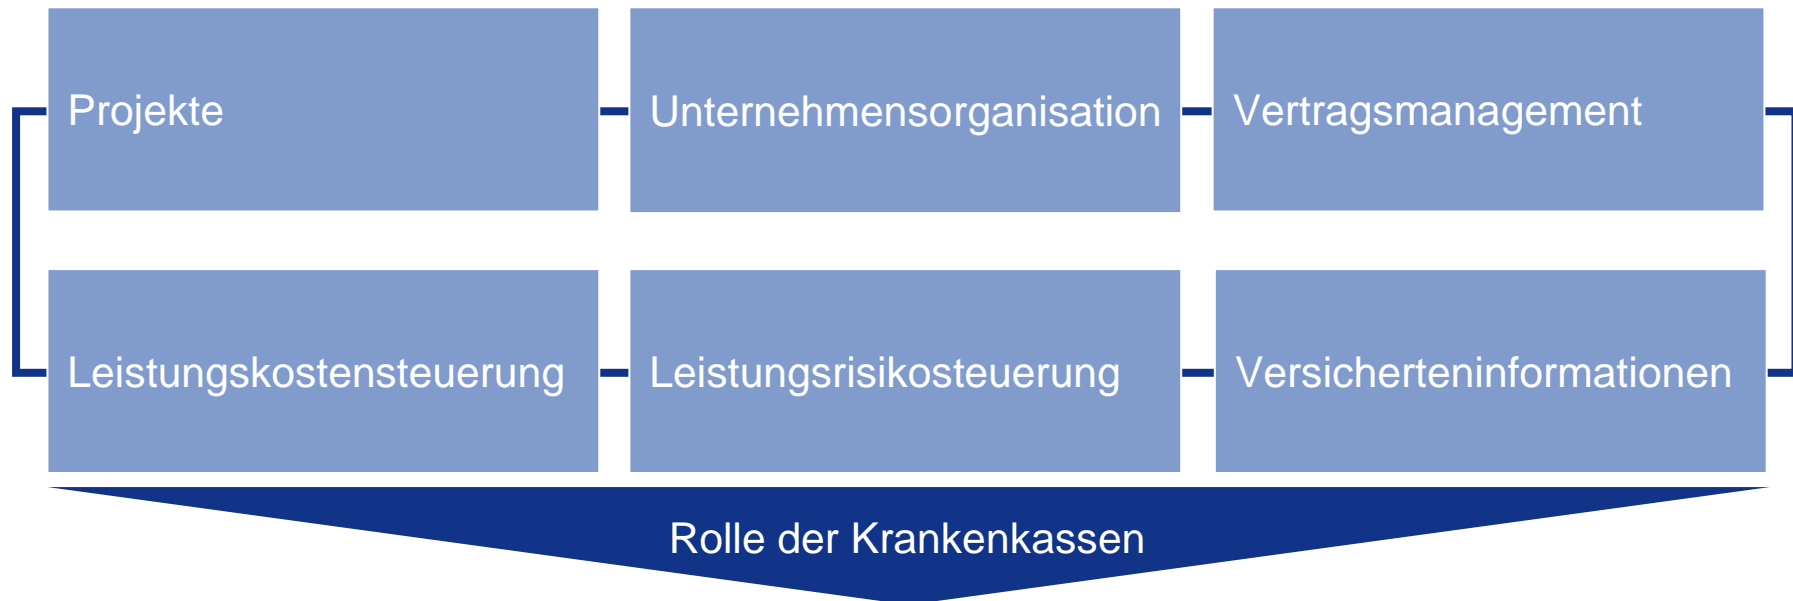 Projekte
Unternehmensorganisation
Vertragsmanagement
Leistungskostensteuerung
Leistungsrisikosteuerung
Versicherteninformationen
Rolle der Krankenkassen